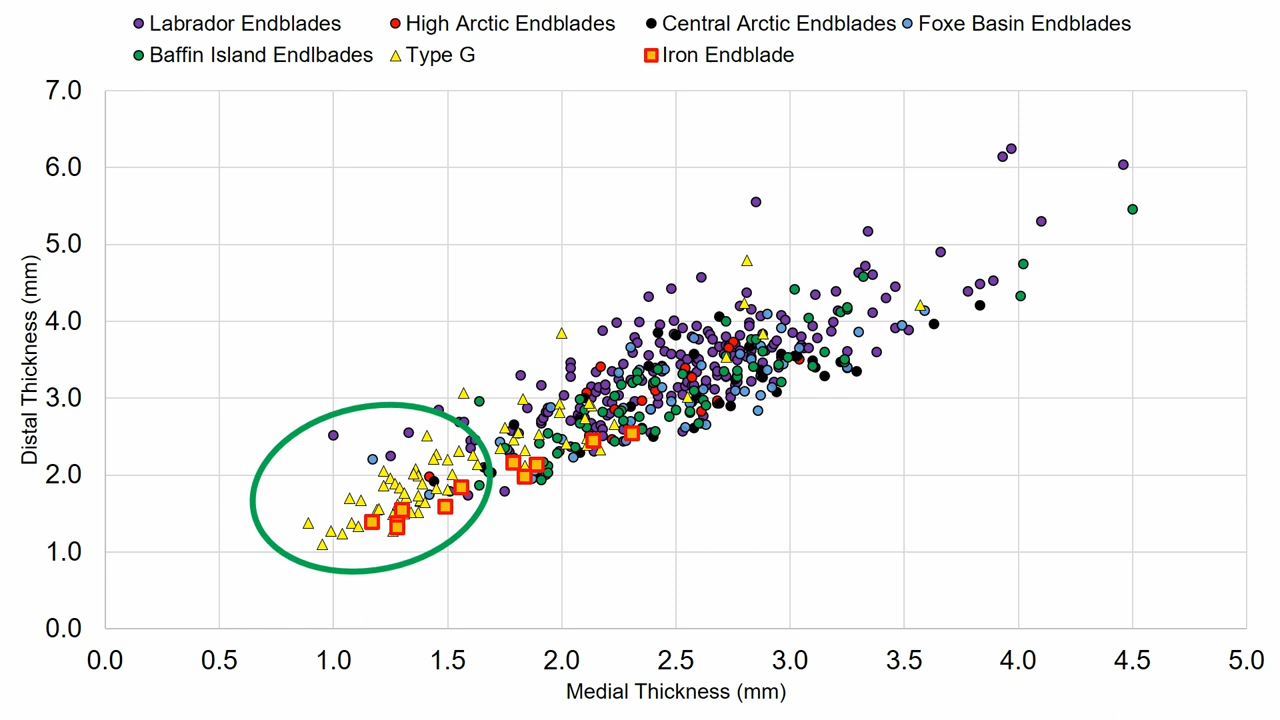 Labrador Endblades High Arctic Endblades Central Arctic Endblades Foxe Basin Endblades
Baffin Island Endlbades Type G Iron Endblade
7.0
6.0
5.0
4.0
3.0
2.0
1.0
0.0
Distal Thickness (mm)
0.0 0.5 1.0 1.5 2.0 2.5 3.0 3.5 4.0 4.5 5.0
Medial Thickness (mm)